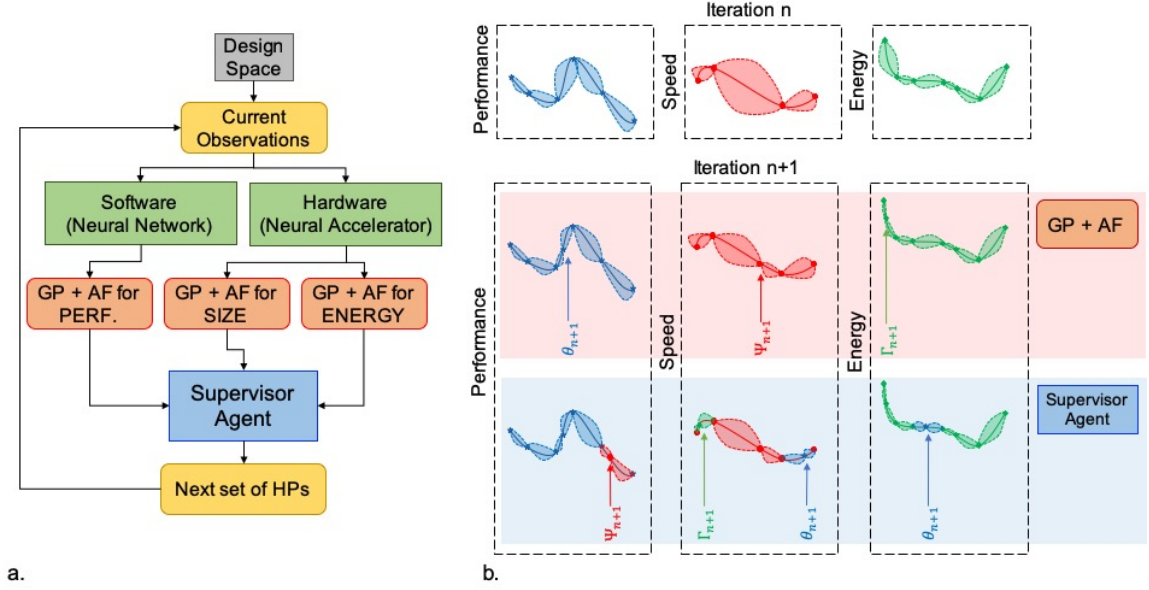 Design
Space
Current
Observations
Software
(Neural Network)
Hardware
(Neural Accelerator)
GP + AF for
PERF.
GP + AF for
SIZE
GP + AF for
ENERGY
Supervisor
Agent
Next set of HPs
a.
Iteration n
Performance
Speed
Energy
Iteration n+1
Performance
Speed
Energy
θn+1
Ψn+1
Γn+1
GP + AF
Ψn+1
Γn+1
θn+1
θn+1
Supervisor
Agent
b.